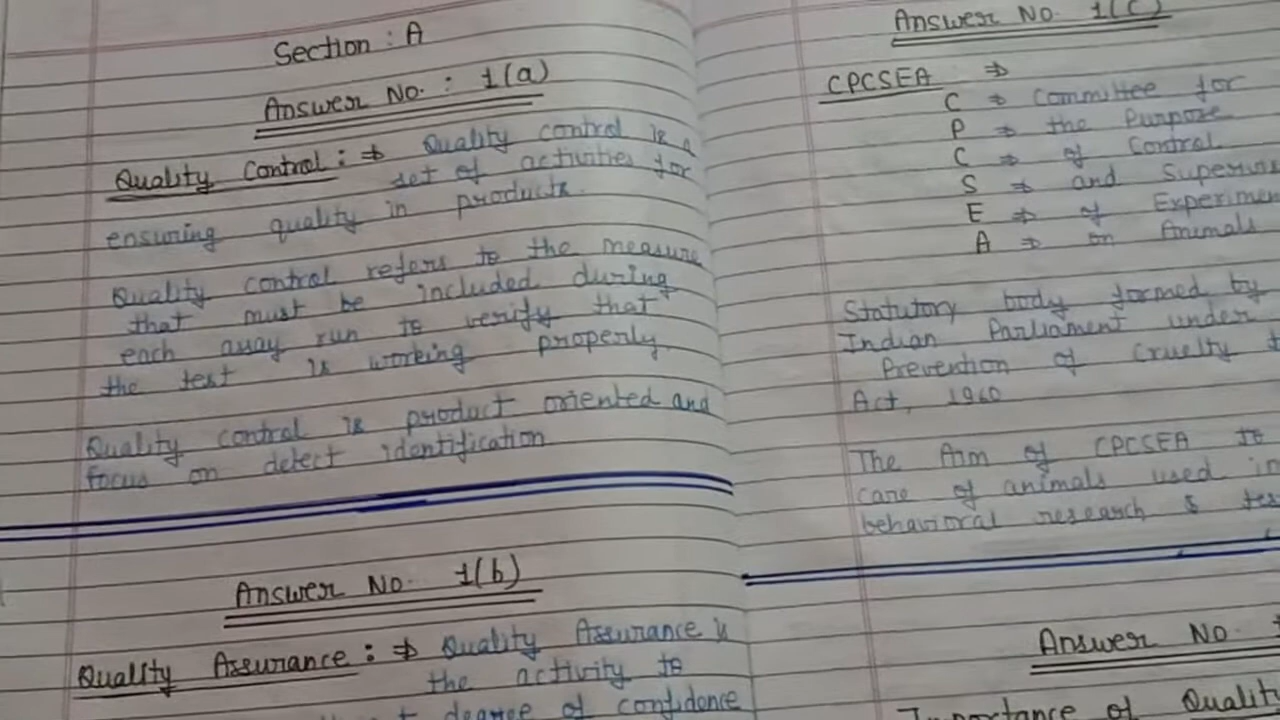 Section : A
Answer No. : 1(a)
Quality Control : ⇒ Quality control is a
set of activities for
ensuring quality in products.
Quality control refers to the measure
that must be included during
each assay run to verify that
the test is working properly.
Quality control is product oriented and
focus on detect identification
Answer No. 1(b)
Quality Assurance : ⇒ Quality Assurance is
the activity to
degree of confidence
Answer No. 1(c)
CPCSEA ⇒
C ⇒ Committee for
P ⇒ the Purpose
C ⇒ of Control
S ⇒ and
E ⇒ of
A ⇒ on Animals
Statutory body formed by
Indian Parliament under
Prevention of Cruelty
Act, 1960
The Aim of CPCSEA to
care of animals used in
behavioral research &
Answer No.
Importance of Quality